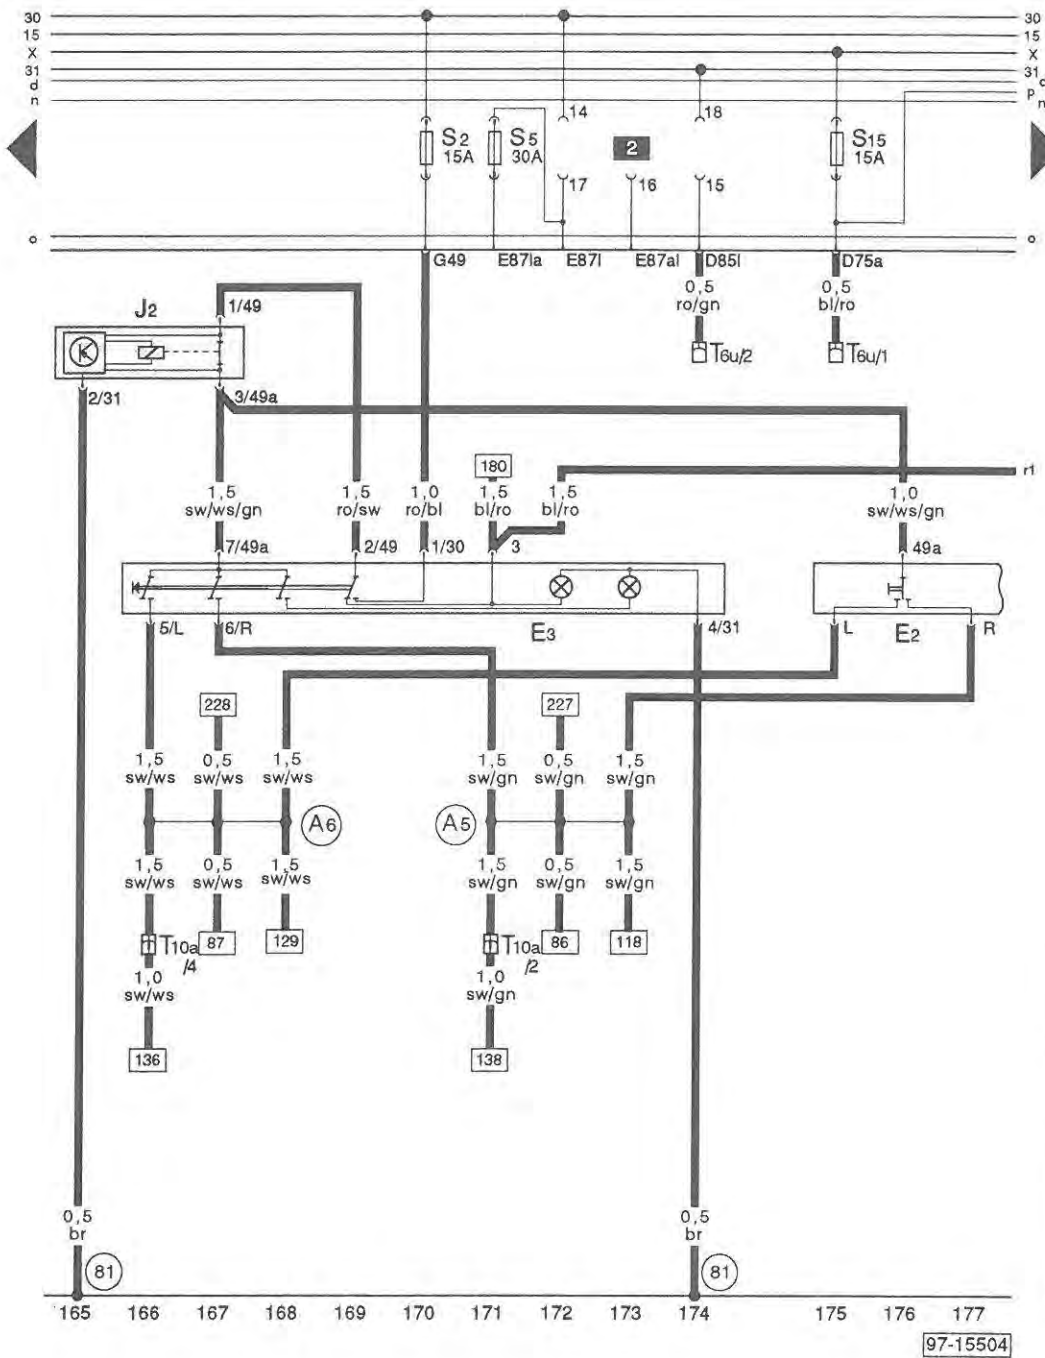 30 30
15 15
X X
31 31
d d
n p n
14 18
S2 15A
S5 30A
2
S15 15A
17 16 15
o o
G49 E87la E87l E87al D85l D75a
0,5 ro/gn
0,5 bl/ro
J2
1/49
T6u/2
T6u/1
2/31
3/49a
180
r1
1,5 sw/ws/gn
1,5 ro/sw
1,0 ro/bl
1,5 bl/ro
1,5 bl/ro
1,0 sw/ws/gn
7/49a 2/49 1/30 3 49a
5/L 6/R E3 4/31 L E2 R
228 227
1,5 sw/ws
0,5 sw/ws
1,5 sw/ws
1,5 sw/gn
0,5 sw/gn
1,5 sw/gn
A6 A5
1,5 sw/ws
0,5 sw/ws
1,5 sw/ws
1,5 sw/gn
0,5 sw/gn
1,5 sw/gn
T10a/4
87 129
T10a/2
86 118
1,0 sw/ws
1,0 sw/gn
136 138
0,5 br
0,5 br
81 81
165 166 167 168 169 170 171 172 173 174 175 176 177
97-15504